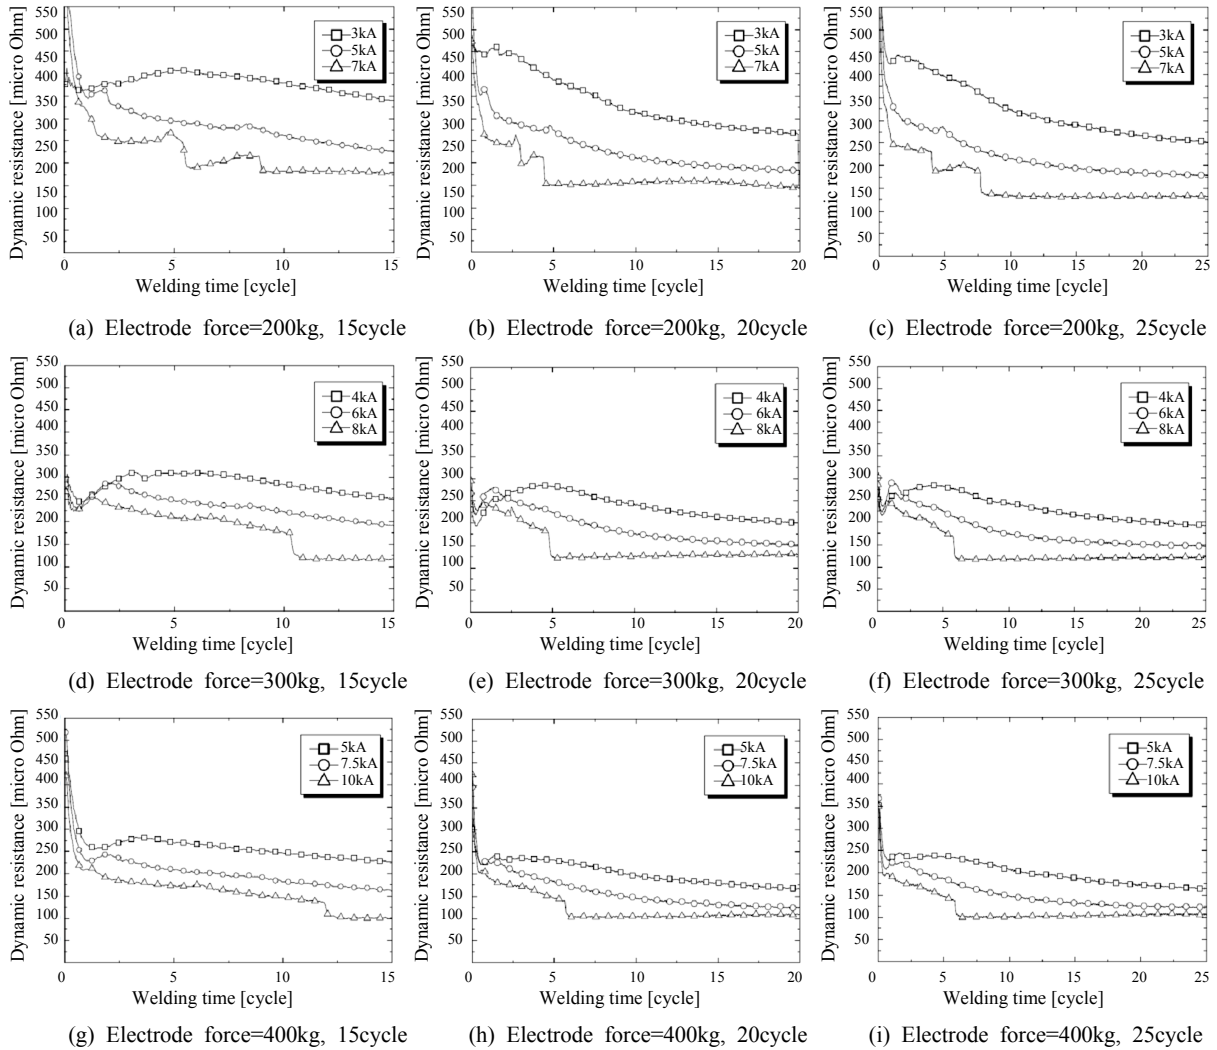 Dynamic resistance [micro Ohm]
550
500
450
400
350
300
250
200
150
100
50
3kA
5kA
7kA
0 5 10 15
Welding time [cycle]
(a) Electrode force=200kg, 15cycle
Dynamic resistance [micro Ohm]
550
500
450
400
350
300
250
200
150
100
50
3kA
5kA
7kA
0 5 10 15 20
Welding time [cycle]
(b) Electrode force=200kg, 20cycle
Dynamic resistance [micro Ohm]
550
500
450
400
350
300
250
200
150
100
50
3kA
5kA
7kA
0 5 10 15 20 25
Welding time [cycle]
(c) Electrode force=200kg, 25cycle
Dynamic resistance [micro Ohm]
550
500
450
400
350
300
250
200
150
100
50
4kA
6kA
8kA
0 5 10 15
Welding time [cycle]
(d) Electrode force=300kg, 15cycle
Dynamic resistance [micro Ohm]
550
500
450
400
350
300
250
200
150
100
50
4kA
6kA
8kA
0 5 10 15 20
Welding time [cycle]
(e) Electrode force=300kg, 20cycle
Dynamic resistance [micro Ohm]
550
500
450
400
350
300
250
200
150
100
50
4kA
6kA
8kA
0 5 10 15 20 25
Welding time [cycle]
(f) Electrode force=300kg, 25cycle
Dynamic resistance [micro Ohm]
550
500
450
400
350
300
250
200
150
100
50
5kA
7.5kA
10kA
0 5 10 15
Welding time [cycle]
(g) Electrode force=400kg, 15cycle
Dynamic resistance [micro Ohm]
550
500
450
400
350
300
250
200
150
100
50
5kA
7.5kA
10kA
0 5 10 15 20
Welding time [cycle]
(h) Electrode force=400kg, 20cycle
Dynamic resistance [micro Ohm]
550
500
450
400
350
300
250
200
150
100
50
5kA
7.5kA
10kA
0 5 10 15 20 25
Welding time [cycle]
(i) Electrode force=400kg, 25cycle